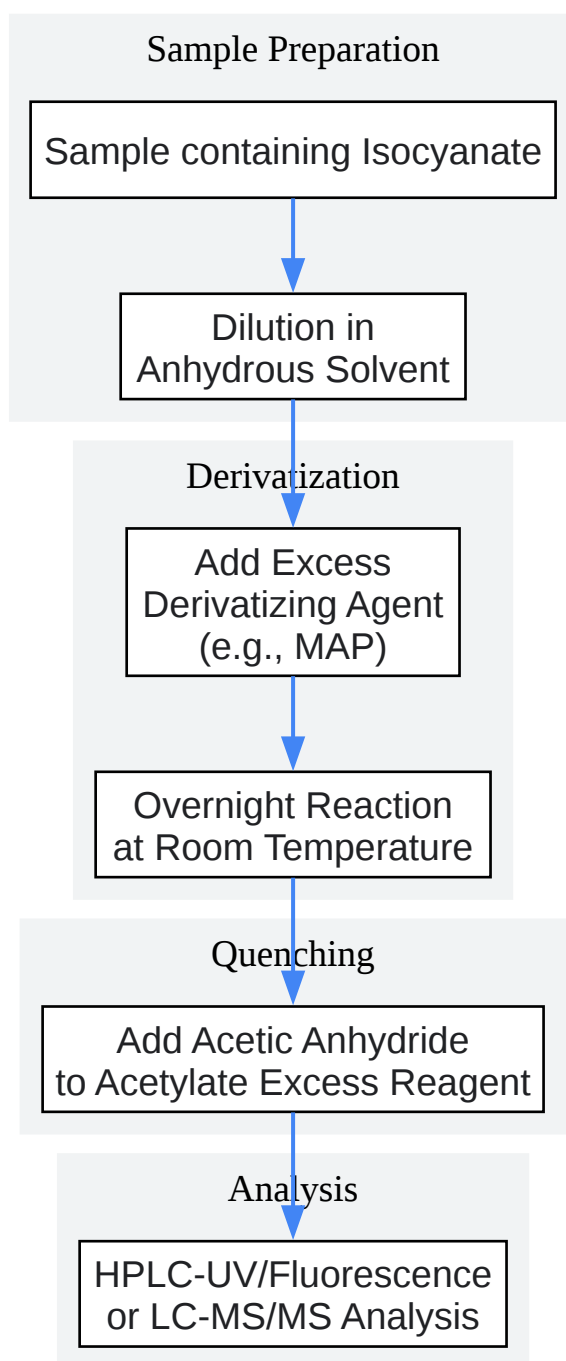 Sample Preparation
Sample containing Isocyanate
Dilution in
Anhydrous Solvent
Derivatization
Add Excess
Derivatizing Agent
(e.g., MAP)
Overnight Reaction
at Room Temperature
Quenching
Add Acetic Anhydride
to Acetylate Excess Reagent
Analysis
HPLC-UV/Fluorescence
or LC-MS/MS Analysis